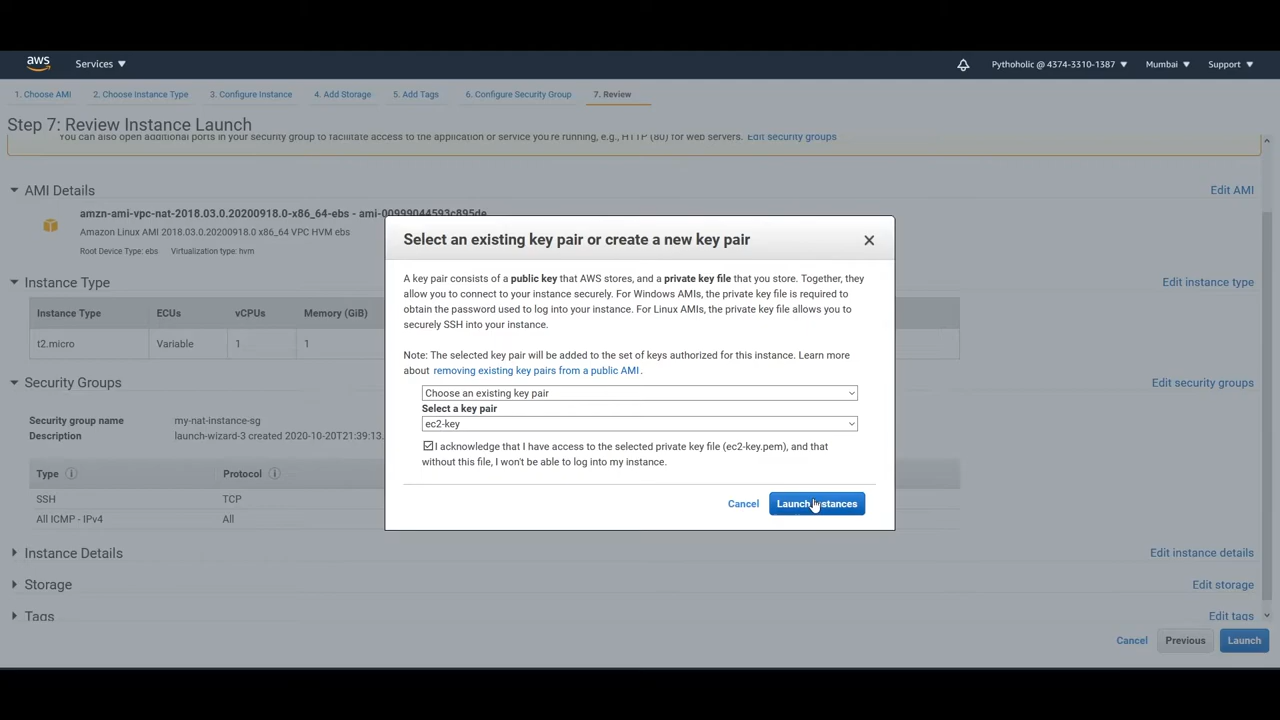 aws
Services
Pythoholic @ 4374-3310-1387
Mumbai
Support
1. Choose AMI
2. Choose Instance Type
3. Configure Instance
4. Add Storage
5. Add Tags
6. Configure Security Group
7. Review
Step 7: Review Instance Launch
You can also open additional ports in your security group to facilitate access to the application or service you're running, e.g., HTTP (80) for web servers. Edit security groups
AMI Details
Edit AMI
amzn-ami-vpc-nat-2018.03.0.20200918.0-x86_64-ebs - ami-00999044593c895de
Amazon Linux AMI 2018.03.0.20200918.0 x86_64 VPC HVM ebs
Root Device Type: ebs Virtualization type: hvm
Instance Type
Edit instance type
Instance Type ECUs vCPUs Memory (GiB)
t2.micro Variable 1 1
Security Groups
Edit security groups
Security group name my-nat-instance-sg
Description launch-wizard-3 created 2020-10-20T21:39:13.
Type Protocol
SSH TCP
All ICMP - IPv4 All
Instance Details
Edit instance details
Storage
Edit storage
Tags
Edit tags
Cancel
Previous
Launch
Select an existing key pair or create a new key pair
A key pair consists of a public key that AWS stores, and a private key file that you store. Together, they
allow you to connect to your instance securely. For Windows AMIs, the private key file is required to
obtain the password used to log into your instance. For Linux AMIs, the private key file allows you to
securely SSH into your instance.
Note: The selected key pair will be added to the set of keys authorized for this instance. Learn more
about removing existing key pairs from a public AMI.
Choose an existing key pair
Select a key pair
ec2-key
I acknowledge that I have access to the selected private key file (ec2-key.pem), and that
without this file, I won't be able to log into my instance.
Cancel
Launch Instances